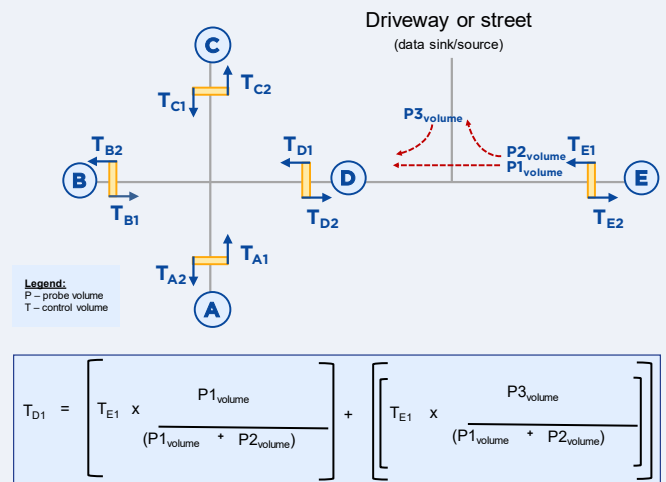 Driveway or street
(data sink/source)
C
TC2
TC1
P3volume
TB2
TD1
P2volume
TE1
P1volume
B
D
E
TB1
TD2
TE2
TA1
TA2
Legend:
P – probe volume
T – control volume
A
P1volume
P3volume
TD1 = [ TE1 x ] + [[ TE1 x ]]
(P1volume + P2volume)
(P1volume + P2volume)